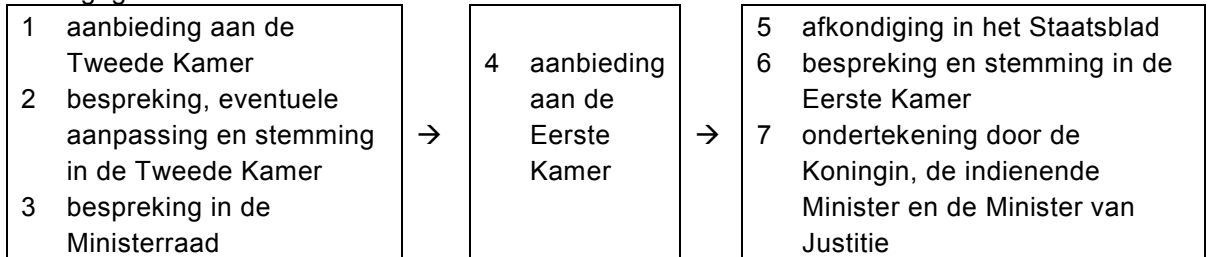 1 aanbieding aan de
Tweede Kamer
2 bespreking, eventuele
aanpassing en stemming
in de Tweede Kamer
3 bespreking in de
Ministerraad
→
4 aanbieding
aan de
Eerste
Kamer
→
5 afkondiging in het Staatsblad
6 bespreking en stemming in de
Eerste Kamer
7 ondertekening door de
Koningin, de indienende
Minister en de Minister van
Justitie